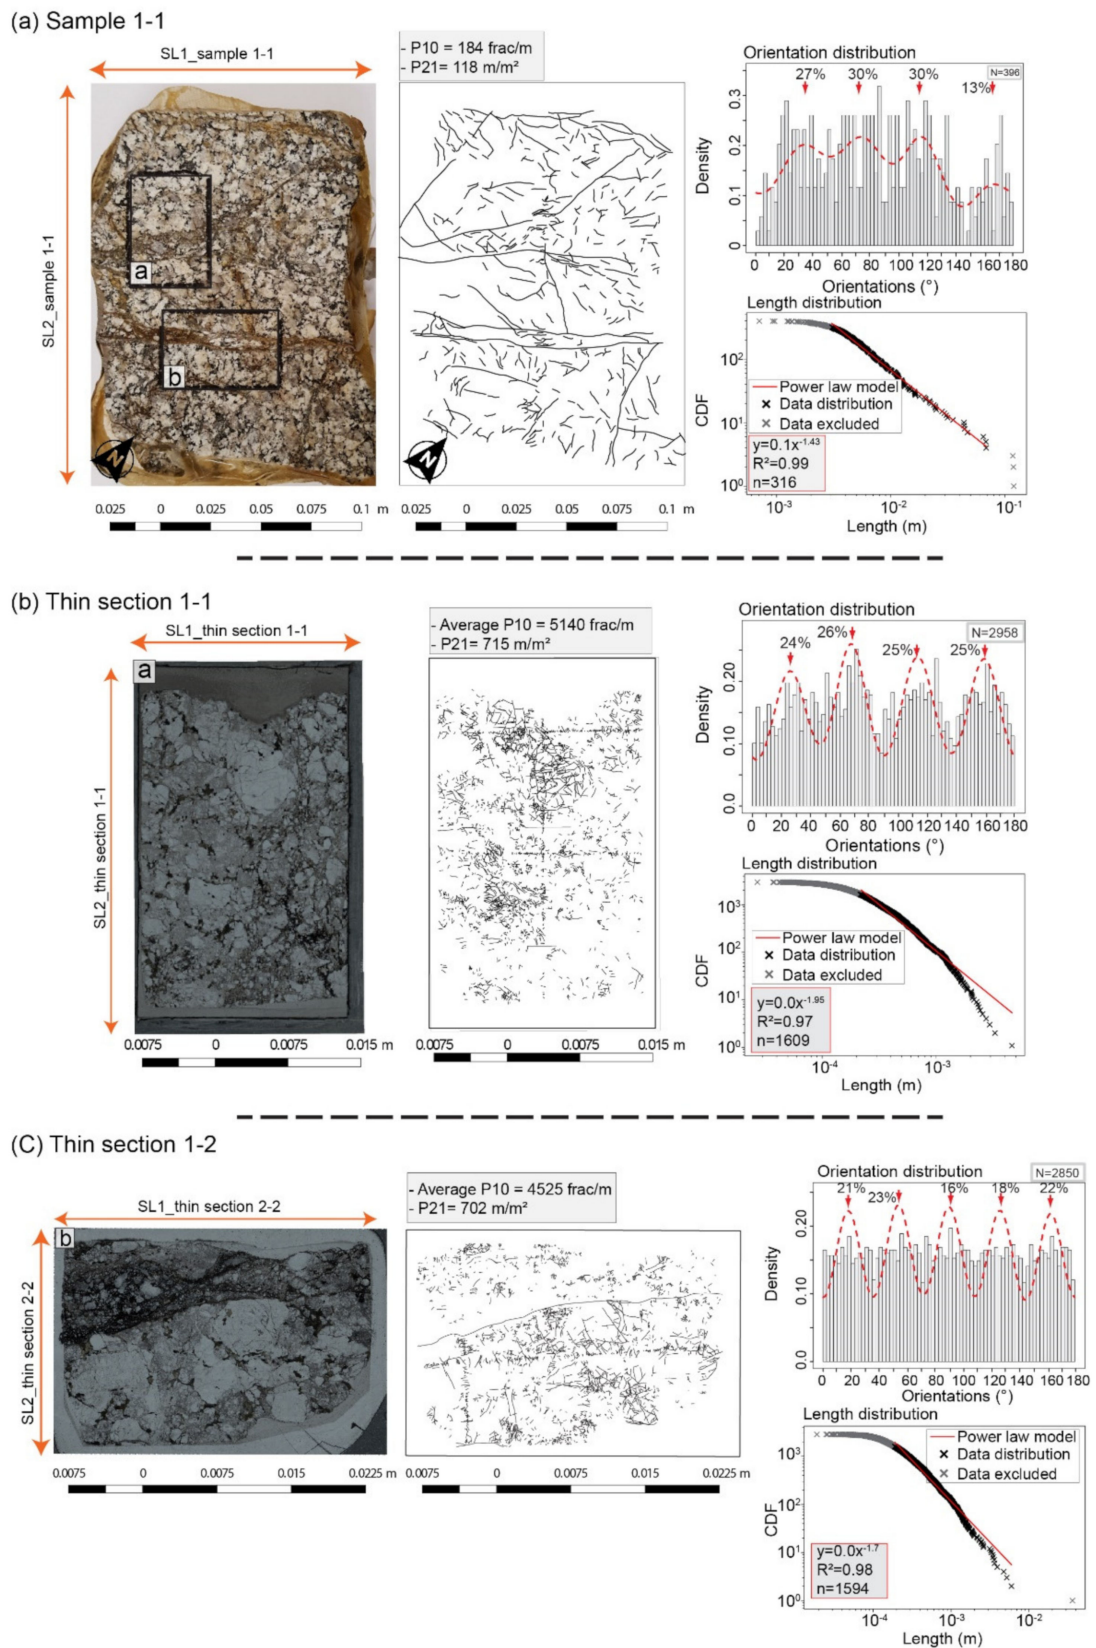 (a) Sample 1-1
SL1_sample 1-1
SL2_sample 1-1
a
b
N
0.025 0 0.025 0.05 0.075 0.1 m
- P10 = 184 frac/m
- P21= 118 m/m²
N
0.025 0 0.025 0.05 0.075 0.1 m
Orientation distribution
27% 30% 30% 13%
N=396
Density
0.3
0.2
0.1
0
0 20 40 60 80 100 120 140 160 180
Orientations (°)
Length distribution
CDF
10²
10¹
10⁰
Power law model
Data distribution
Data excluded
y=0.1x⁻¹·⁴³
R²=0.99
n=316
10⁻³ 10⁻² 10⁻¹
Length (m)
(b) Thin section 1-1
SL1_thin section 1-1
SL2_thin section 1-1
a
0.0075 0 0.0075 0.015 m
- Average P10 = 5140 frac/m
- P21= 715 m/m²
0.0075 0 0.0075 0.015 m
Orientation distribution
24% 26% 25% 25%
N=2958
Density
0.20
0.10
0.0
0 20 40 60 80 100 120 140 160 180
Orientations (°)
Length distribution
CDF
10³
10²
10¹
10⁰
Power law model
Data distribution
Data excluded
y=0.0x⁻¹·⁹⁵
R²=0.97
n=1609
10⁻⁴ 10⁻³
Length (m)
(C) Thin section 1-2
SL1_thin section 2-2
SL2_thin section 2-2
b
0.0075 0 0.0075 0.015 0.0225 m
- Average P10 = 4525 frac/m
- P21= 702 m/m²
0.0075 0 0.0075 0.015 0.0225 m
Orientation distribution
N=2850
21% 23% 16% 18% 22%
Density
0.20
0.10
0.0
0 20 40 60 80 100 120 140 160 180
Orientations (°)
Length distribution
CDF
10³
10²
10¹
10⁰
Power law model
Data distribution
Data excluded
y=0.0x⁻¹·⁷
R²=0.98
n=1594
10⁻⁴ 10⁻³ 10⁻²
Length (m)